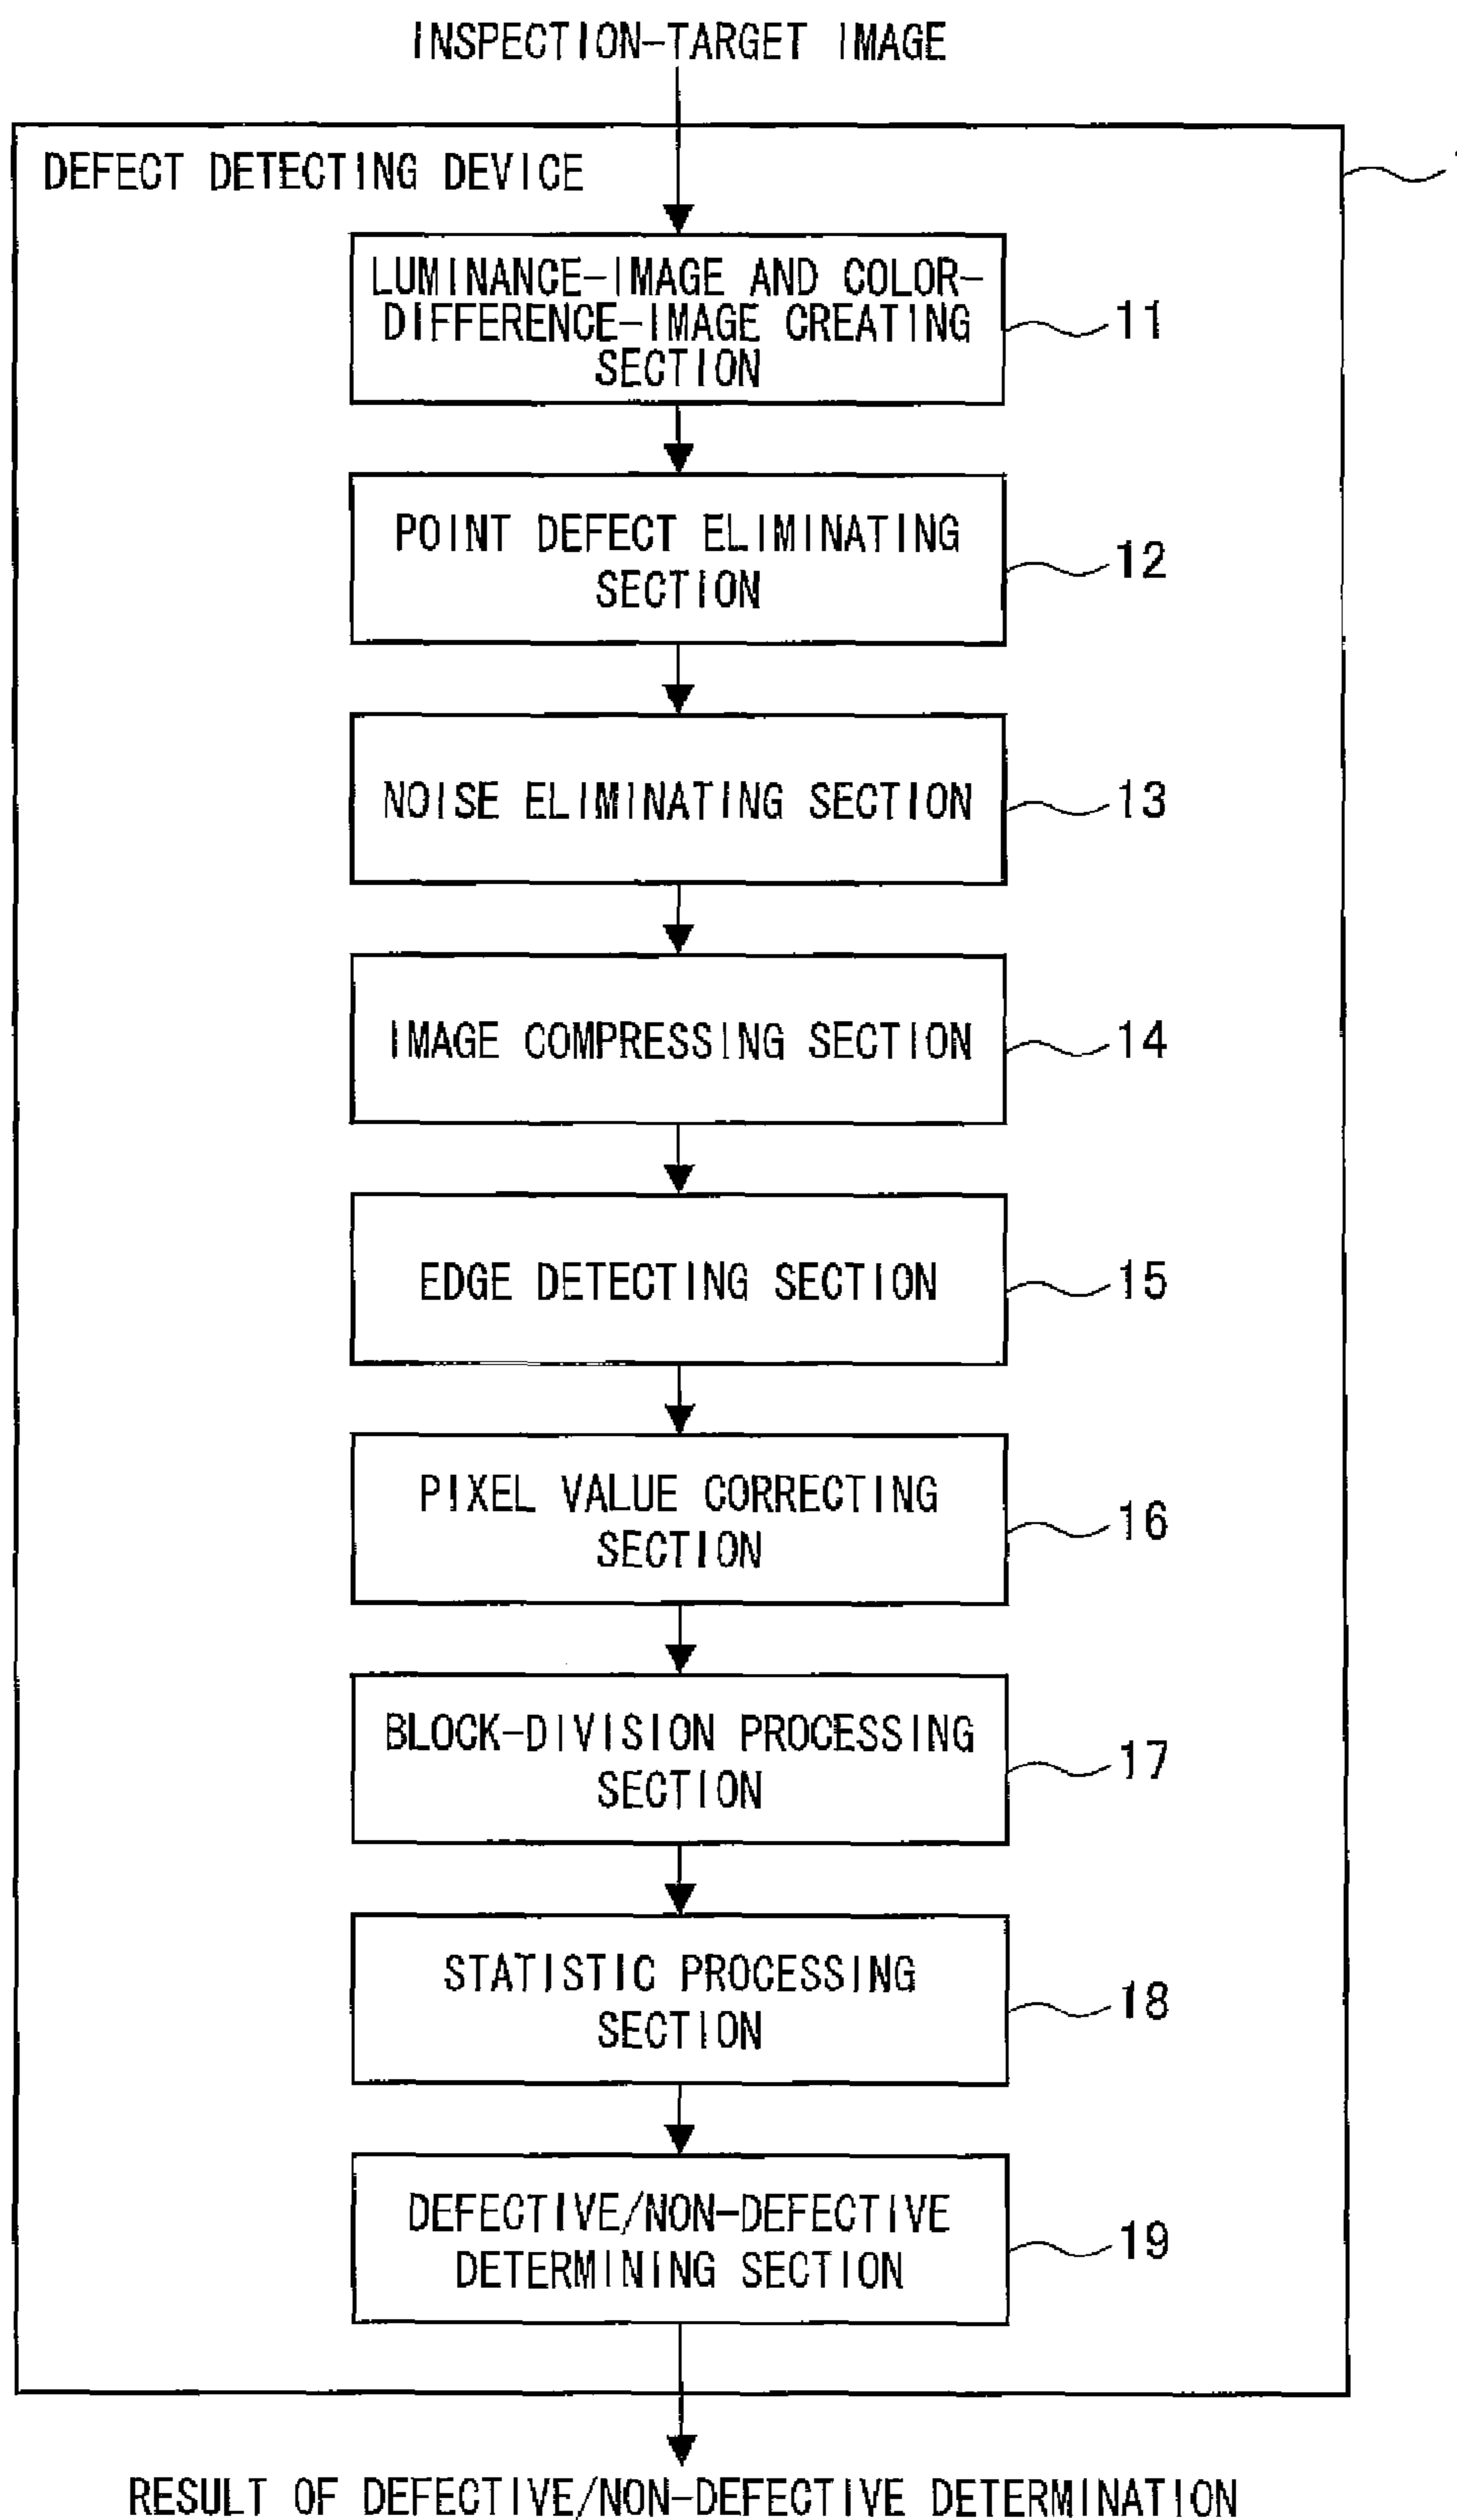 INSPECTION-TARGET IMAGE
DEFECT DETECTING DEVICE
LUMINANCE-IMAGE AND COLOR-
DIFFERENCE-IMAGE CREATING
SECTION
11
POINT DEFECT ELIMINATING
SECTION
12
NOISE ELIMINATING SECTION
13
IMAGE COMPRESSING SECTION
14
EDGE DETECTING SECTION
15
PIXEL VALUE CORRECTING
SECTION
16
BLOCK-DIVISION PROCESSING
SECTION
17
STATISTIC PROCESSING
SECTION
18
DEFECTIVE/NON-DEFECTIVE
DETERMINING SECTION
19
RESULT OF DEFECTIVE/NON-DEFECTIVE DETERMINATION